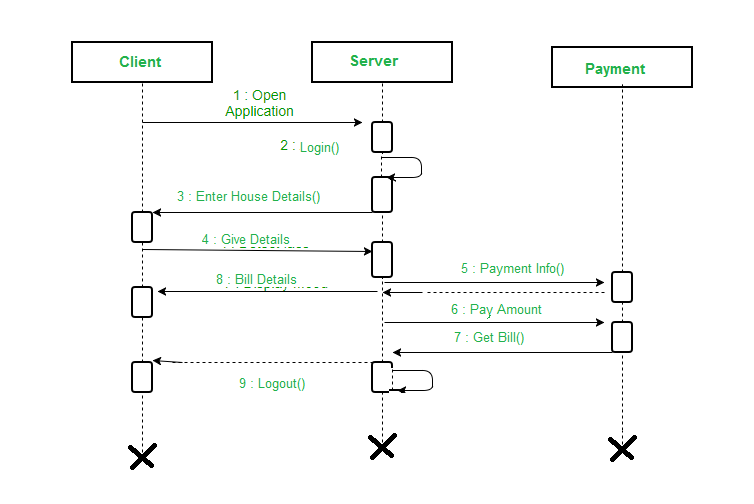 Client
Server
Payment
1 : Open
Application
2 : Login()
3 : Enter House Details()
4 : Give Details
5 : Payment Info()
8 : Bill Details
6 : Pay Amount
7 : Get Bill()
9 : Logout()